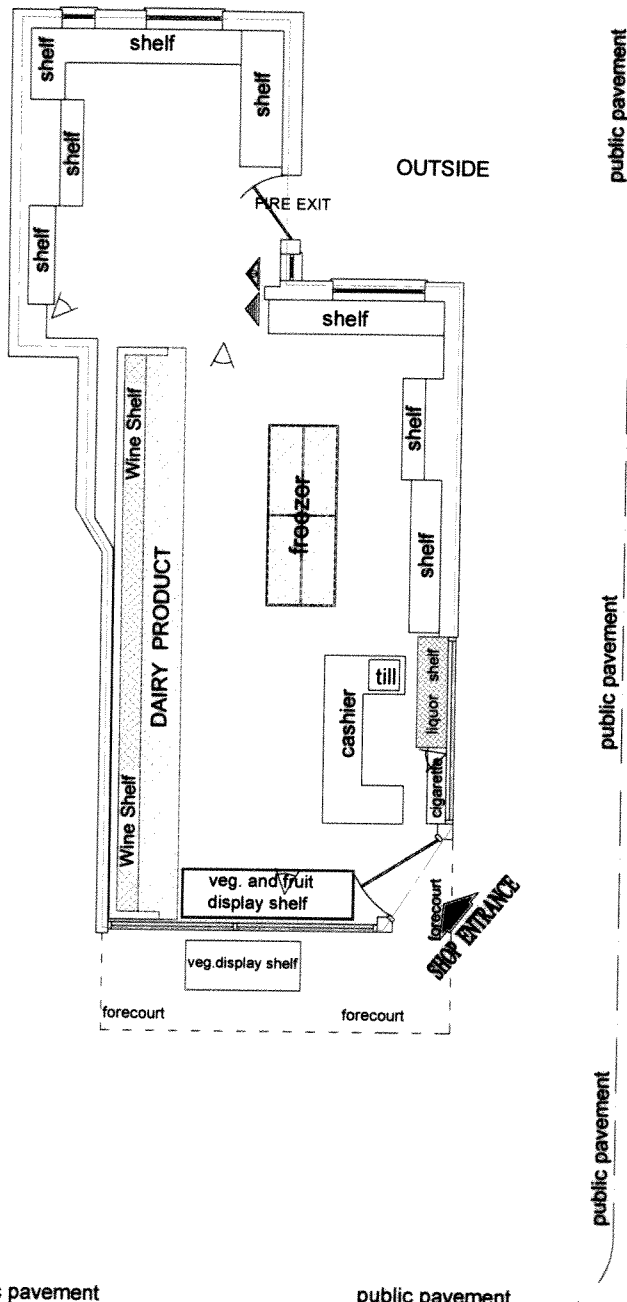 shelf
shelf
shelf
shelf
shelf
OUTSIDE
FIRE EXIT
shelf
shelf
shelf
Wine Shelf
Wine Shelf
DAIRY PRODUCT
freezer
till
cashier
liquor shelf
cigarette
veg. and fruit
display shelf
veg.display shelf
forecourt
SHOP ENTRANCE
forecourt
forecourt
public pavement
public pavement
public pavement
pavement
public pavement